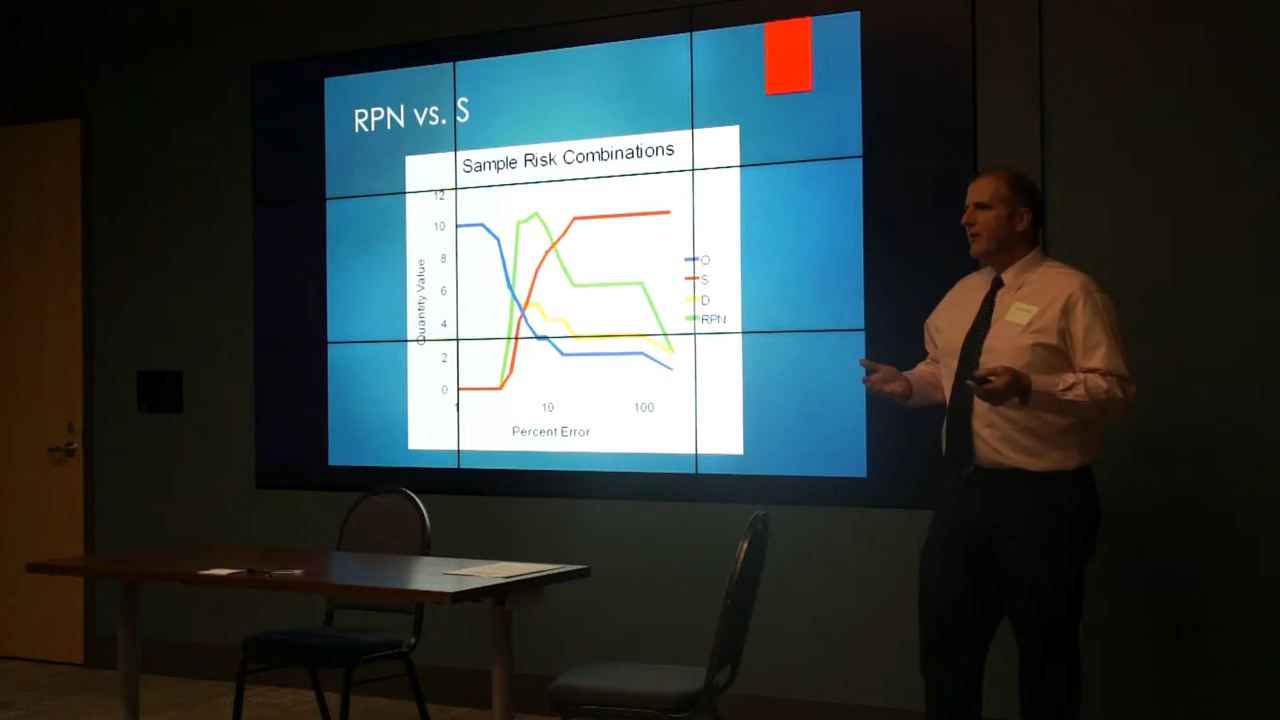 RPN vs. S
Sample Risk Combinations
12
10
8
6
4
2
0
Quantity Value
1
10
100
Percent Error
O
S
D
RPN